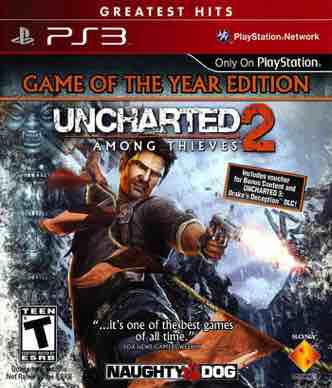 GREATEST HITS
PS3
PlayStation®Network
Only On PlayStation®
GAME OF THE YEAR EDITION
UNCHARTED 2
AMONG THIEVES
Includes voucher
for Bonus Content and
UNCHARTED 3:
Drake's Deception™ DLC!
TEEN
T
ESRB
"...it's one of the best games
of all time."
NAUGHTY DOG
SONY